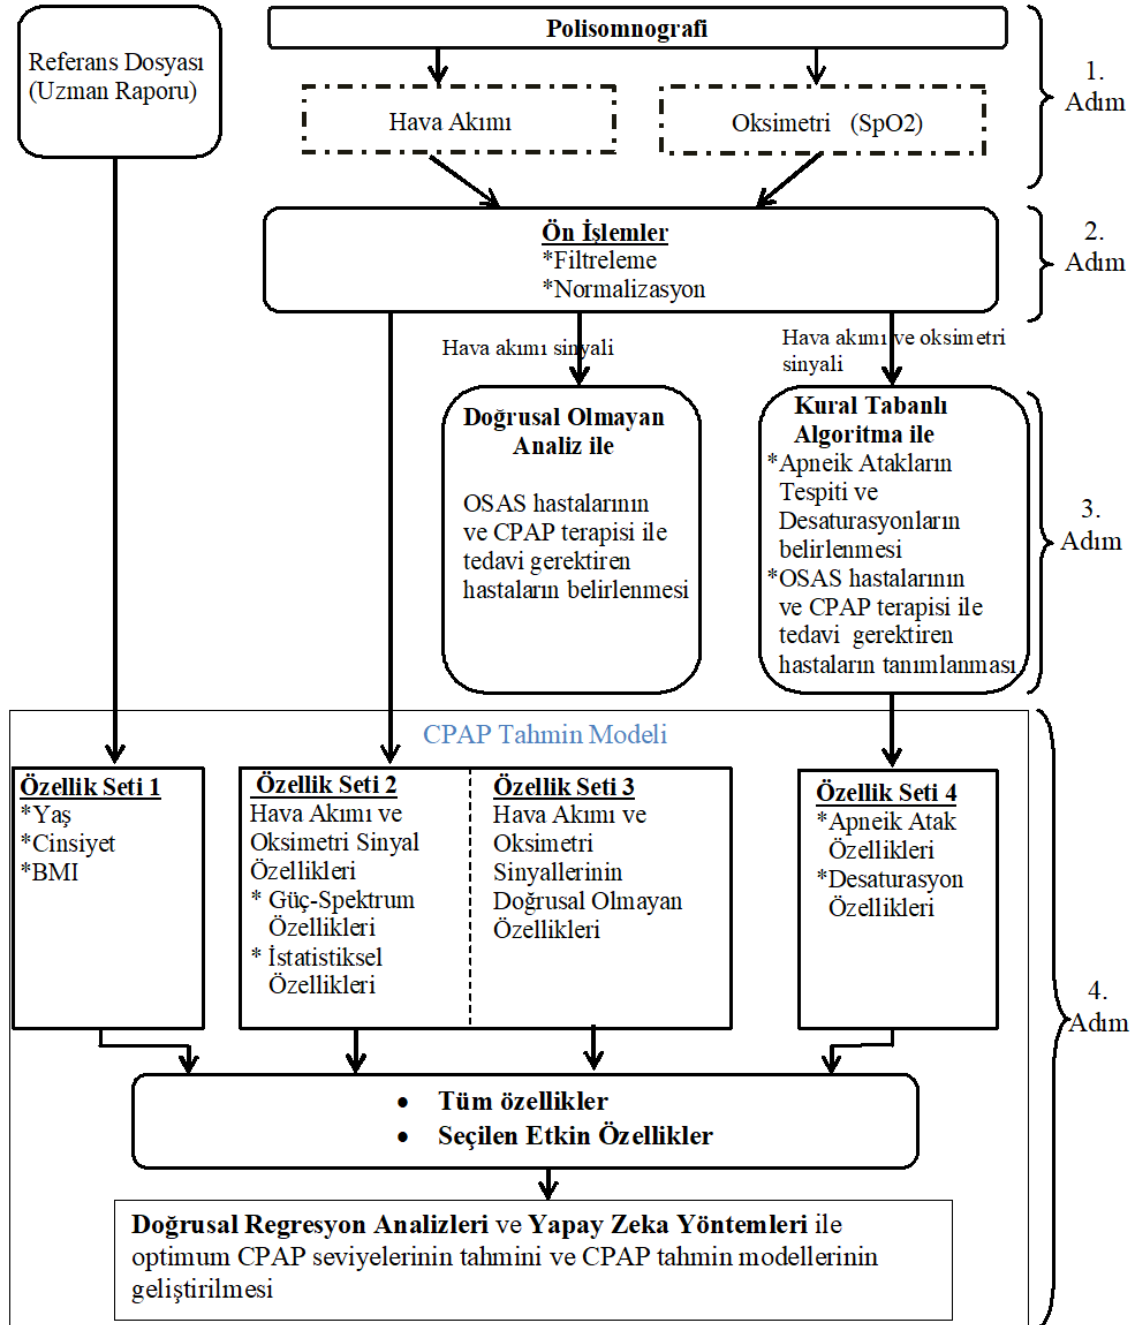 Polisomnografi
Referans Dosyası
(Uzman Raporu)
Hava Akımı
Oksimetri (SpO2)
1.
Adım
Ön İşlemler
*Filtreleme
*Normalizasyon
2.
Adım
Hava akımı sinyali
Hava akımı ve oksimetri
sinyali
Doğrusal Olmayan
Analiz ile
OSAS hastalarının
ve CPAP terapisi ile
tedavi gerektiren
hastaların belirlenmesi
Kural Tabanlı
Algoritma ile
*Apneik Atakların
Tespiti ve
Desaturasyonların
belirlenmesi
*OSAS hastalarının
ve CPAP terapisi ile
tedavi gerektiren
hastaların tanımlanması
3.
Adım
CPAP Tahmin Modeli
Özellik Seti 1
*Yaş
*Cinsiyet
*BMI
Özellik Seti 2
Hava Akımı ve
Oksimetri Sinyal
Özellikleri
* Güç-Spektrum
Özellikleri
* İstatistiksel
Özellikleri
Özellik Seti 3
Hava Akımı ve
Oksimetri
Sinyallerinin
Doğrusal Olmayan
Özellikleri
Özellik Seti 4
*Apneik Atak
Özellikleri
*Desaturasyon
Özellikleri
4.
Adım
• Tüm özellikler
• Seçilen Etkin Özellikler
Doğrusal Regresyon Analizleri ve Yapay Zeka Yöntemleri ile
optimum CPAP seviyelerinin tahmini ve CPAP tahmin modellerinin
geliştirilmesi